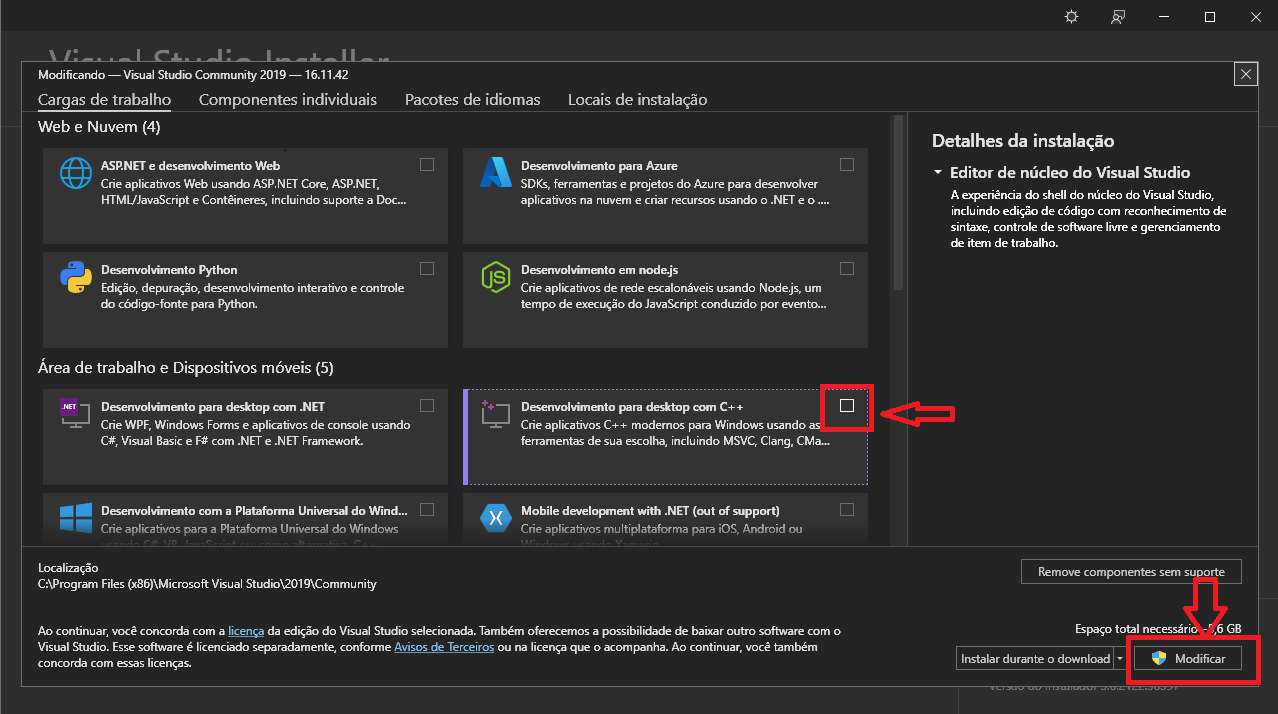 Visual Studio Installer
Modificando — Visual Studio Community 2019 — 16.11.42
Cargas de trabalho
Componentes individuais
Pacotes de idiomas
Locais de instalação
Web e Nuvem (4)
ASP.NET e desenvolvimento Web
Crie aplicativos Web usando ASP.NET Core, ASP.NET,
HTML/JavaScript e Contêineres, incluindo suporte a Doc...
Desenvolvimento para Azure
SDKs, ferramentas e projetos do Azure para desenvolver
aplicativos na nuvem e criar recursos usando o .NET e o ....
Desenvolvimento Python
Edição, depuração, desenvolvimento interativo e controle
do código-fonte para Python.
JS
Desenvolvimento em node.js
Crie aplicativos de rede escalonáveis usando Node.js, um
tempo de execução do JavaScript conduzido por evento...
Área de trabalho e Dispositivos móveis (5)
.NET
Desenvolvimento para desktop com .NET
Crie WPF, Windows Forms e aplicativos de console usando
C#, Visual Basic e F# com .NET e .NET Framework.
Desenvolvimento para desktop com C++
Crie aplicativos C++ modernos para Windows usando as
ferramentas de sua escolha, incluindo MSVC, Clang, CMa...
Desenvolvimento com a Plataforma Universal do Wind...
Crie aplicativos para a Plataforma Universal do Windows
usando C#, VB, JavaScript ou, como alternativa, C++.
Mobile development with .NET (out of support)
Crie aplicativos multiplataforma para iOS, Android ou
Windows usando Xamarin.
Detalhes da instalação
Editor de núcleo do Visual Studio
A experiência do shell do núcleo do Visual Studio,
incluindo edição de código com reconhecimento de
sintaxe, controle de software livre e gerenciamento
de item de trabalho.
Localização
C:\Program Files (x86)\Microsoft Visual Studio\2019\Community
Remove componentes sem suporte
Ao continuar, você concorda com a licença da edição do Visual Studio selecionada. Também oferecemos a possibilidade de baixar outro software com o
Visual Studio. Esse software é licenciado separadamente, conforme Avisos de Terceiros ou na licença que o acompanha. Ao continuar, você também
concorda com essas licenças.
Espaço total necessário GB
Instalar durante o download
Modificar
Versão do Instalador